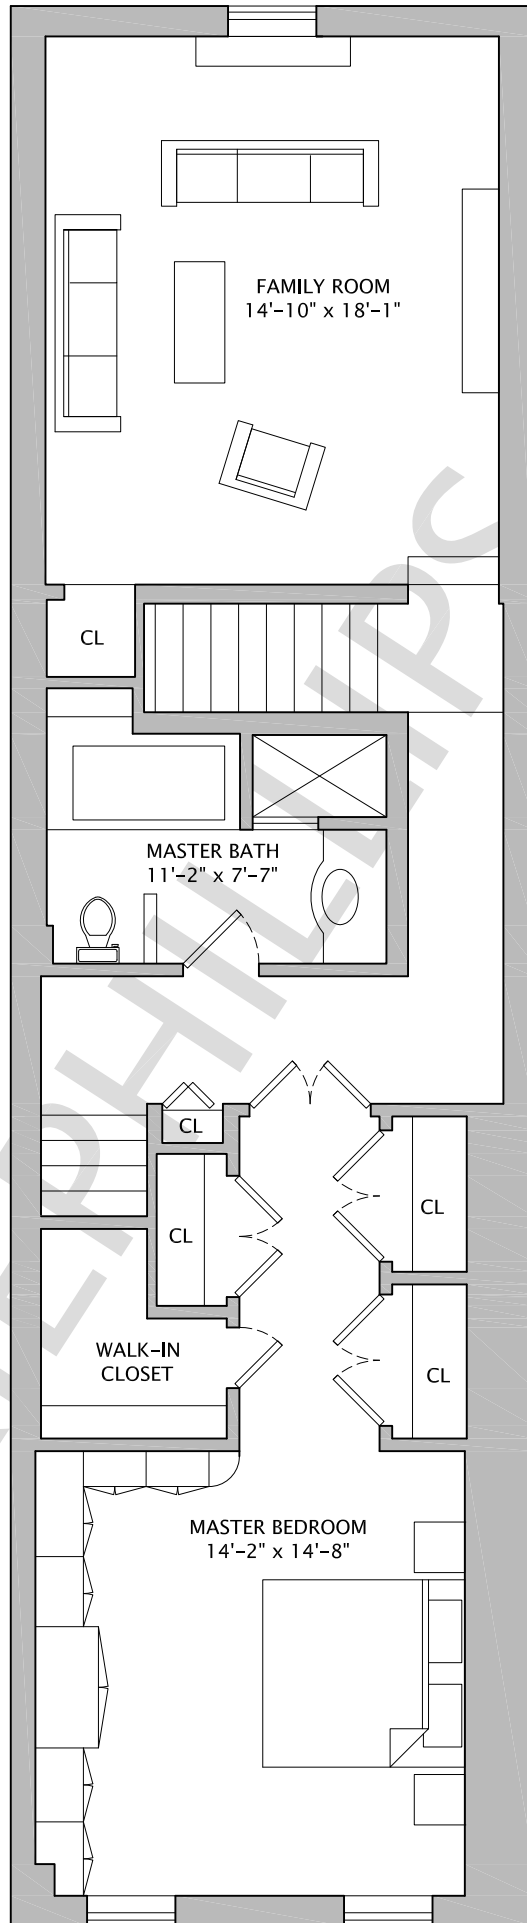 FAMILY ROOM
14'-10" x 18'-1"
CL
MASTER BATH
11'-2" x 7'-7"
CL
CL
CL
WALK-IN
CLOSET
CL
MASTER BEDROOM
14'-2" x 14'-8"